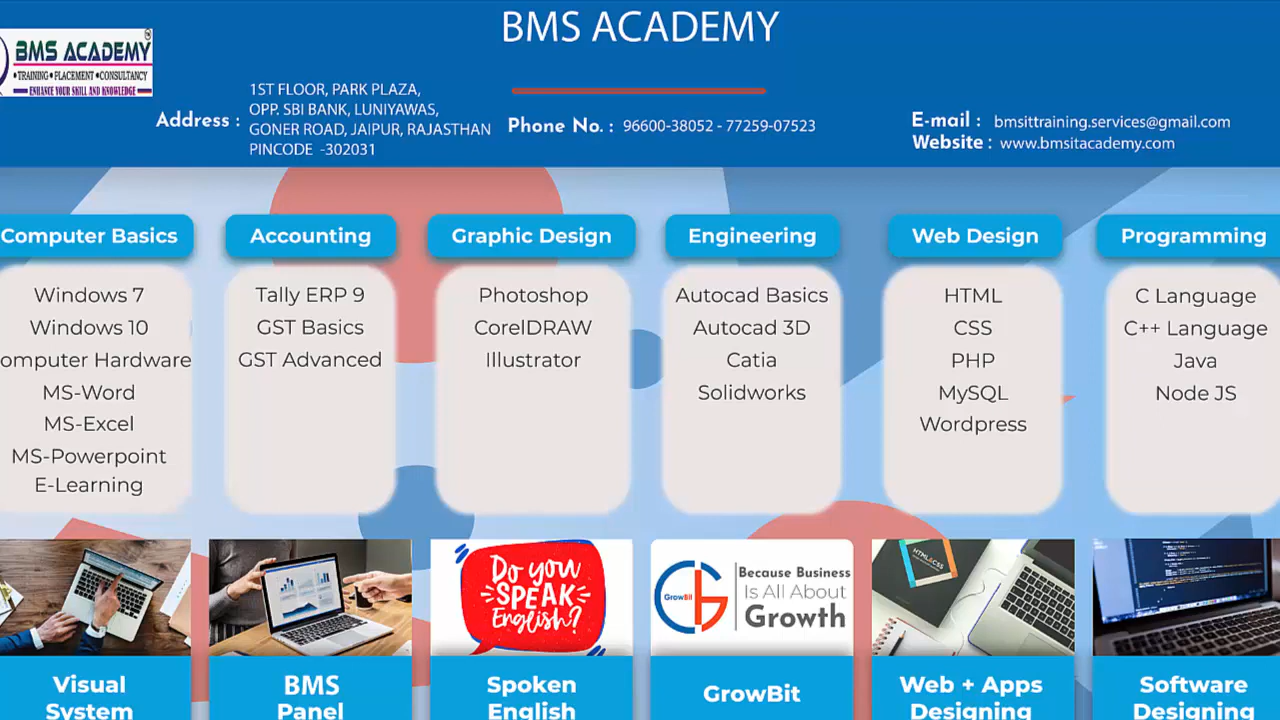 BMS ACADEMY
TM
BMS ACADEMY
•TRAINING •PLACEMENT •CONSULTANCY
ENHANCE YOUR SKILL AND KNOWLEDGE
Address :
1ST FLOOR, PARK PLAZA,
OPP. SBI BANK, LUNIYAWAS,
GONER ROAD, JAIPUR, RAJASTHAN
PINCODE -302031
Phone No. : 96600-38052 - 77259-07523
E-mail : bmsittraining.services@gmail.com
Website : www.bmsitacademy.com
Computer Basics
Windows 7
Windows 10
omputer Hardware
MS-Word
MS-Excel
MS-Powerpoint
E-Learning
Accounting
Tally ERP 9
GST Basics
GST Advanced
Graphic Design
Photoshop
CorelDRAW
Illustrator
Engineering
Autocad Basics
Autocad 3D
Catia
Solidworks
Web Design
HTML
CSS
PHP
MySQL
Wordpress
Programming
C Language
C++ Language
Java
Node JS
Visual
System
BMS
Panel
Do you
SPEAK
English?
Spoken
English
GrowBit
Because Business
Is All About
Growth
GrowBit
HTML&CSS
Web + Apps
Designing
Software
Designing